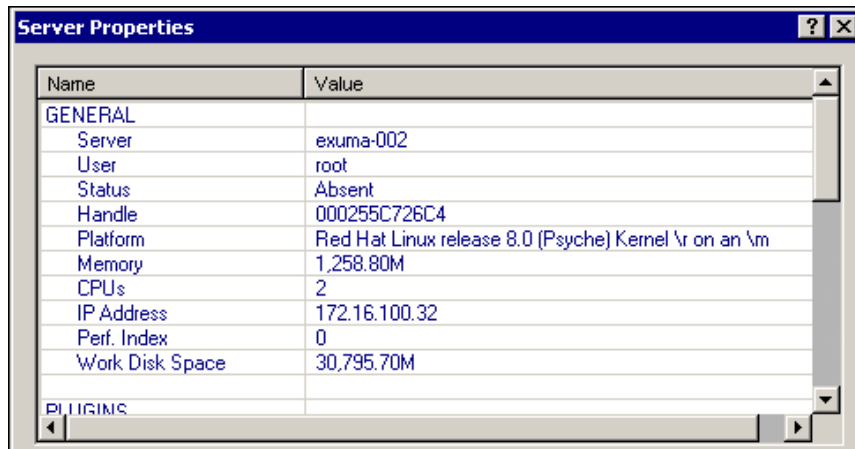 Server Properties
Name Value
GENERAL
Server exuma-002
User root
Status Absent
Handle 000255C726C4
Platform Red Hat Linux release 8.0 (Psyche) Kernel \r on an \m
Memory 1,258.80M
CPUs 2
IP Address 172.16.100.32
Perf. Index 0
Work Disk Space 30,795.70M
PLUGINS